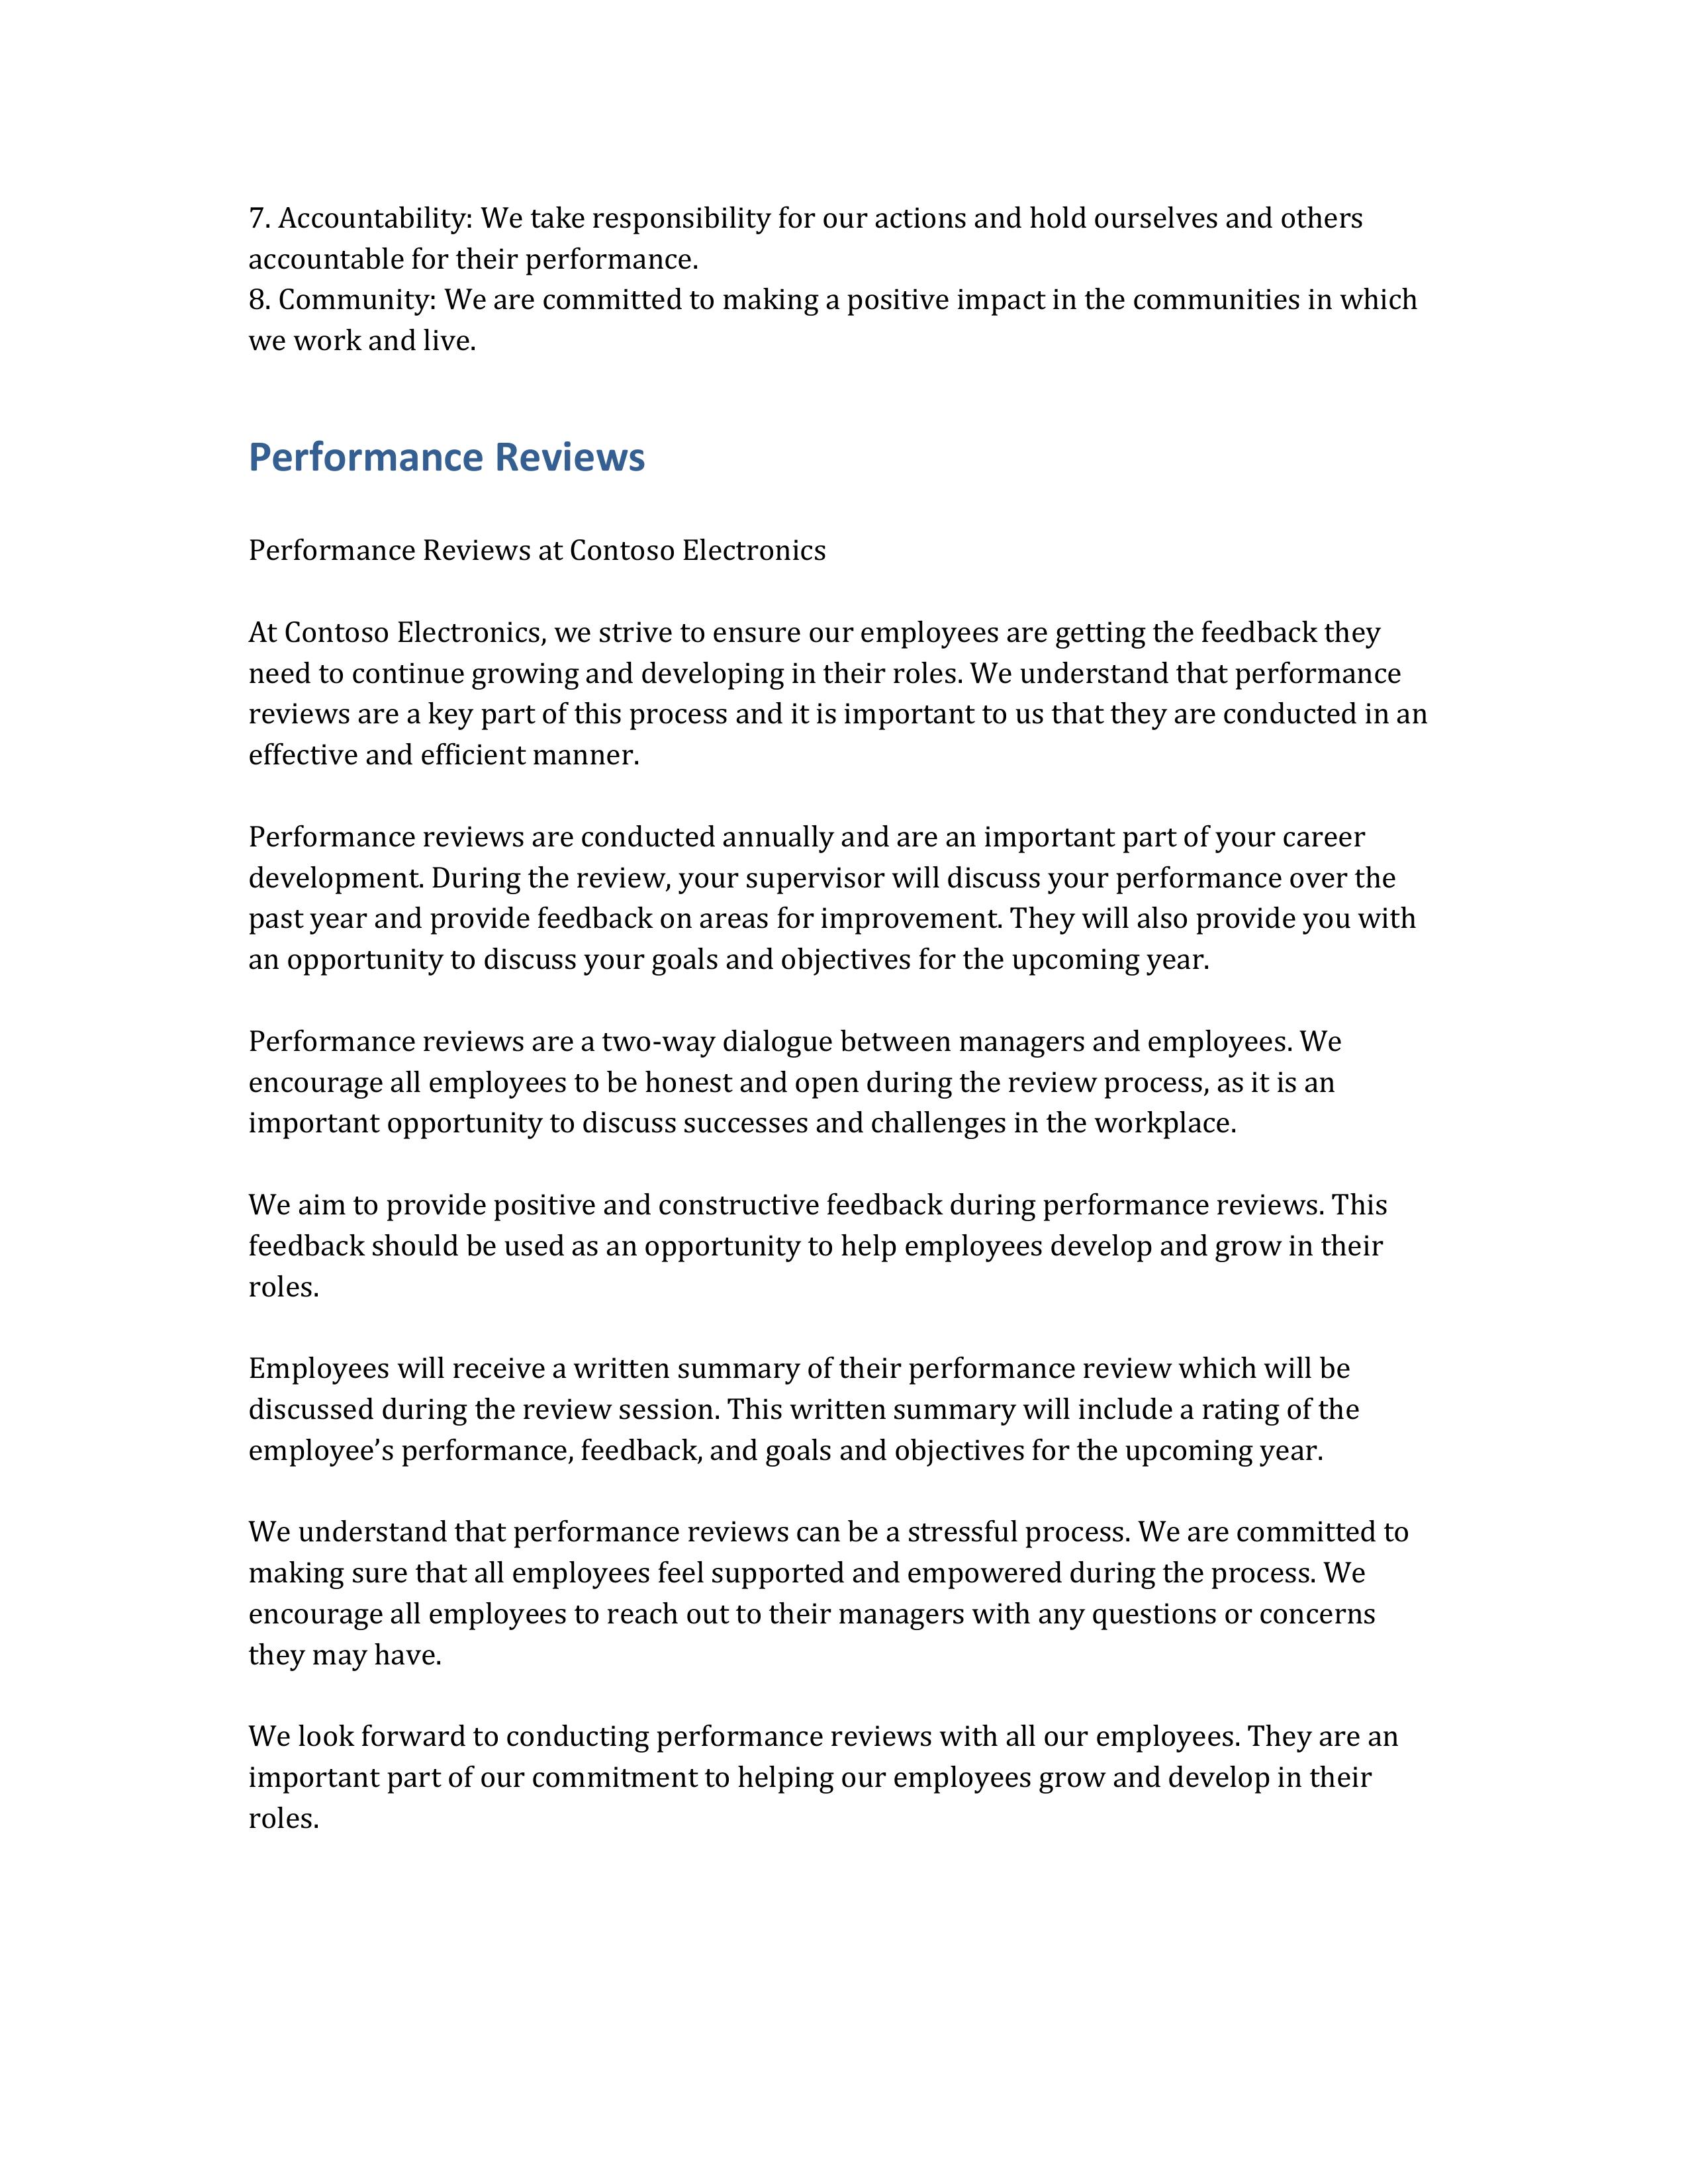 7. Accountability: We take responsibility for our actions and hold ourselves and others
accountable for their performance.
8. Community: We are committed to making a positive impact in the communities in which
we work and live.
Performance Reviews
Performance Reviews at Contoso Electronics
At Contoso Electronics, we strive to ensure our employees are getting the feedback they
need to continue growing and developing in their roles. We understand that performance
reviews are a key part of this process and it is important to us that they are conducted in an
effective and efficient manner.
Performance reviews are conducted annually and are an important part of your career
development. During the review, your supervisor will discuss your performance over the
past year and provide feedback on areas for improvement. They will also provide you with
an opportunity to discuss your goals and objectives for the upcoming year.
Performance reviews are a two-way dialogue between managers and employees. We
encourage all employees to be honest and open during the review process, as it is an
important opportunity to discuss successes and challenges in the workplace.
We aim to provide positive and constructive feedback during performance reviews. This
feedback should be used as an opportunity to help employees develop and grow in their
roles.
Employees will receive a written summary of their performance review which will be
discussed during the review session. This written summary will include a rating of the
employee’s performance, feedback, and goals and objectives for the upcoming year.
We understand that performance reviews can be a stressful process. We are committed to
making sure that all employees feel supported and empowered during the process. We
encourage all employees to reach out to their managers with any questions or concerns
they may have.
We look forward to conducting performance reviews with all our employees. They are an
important part of our commitment to helping our employees grow and develop in their
roles.